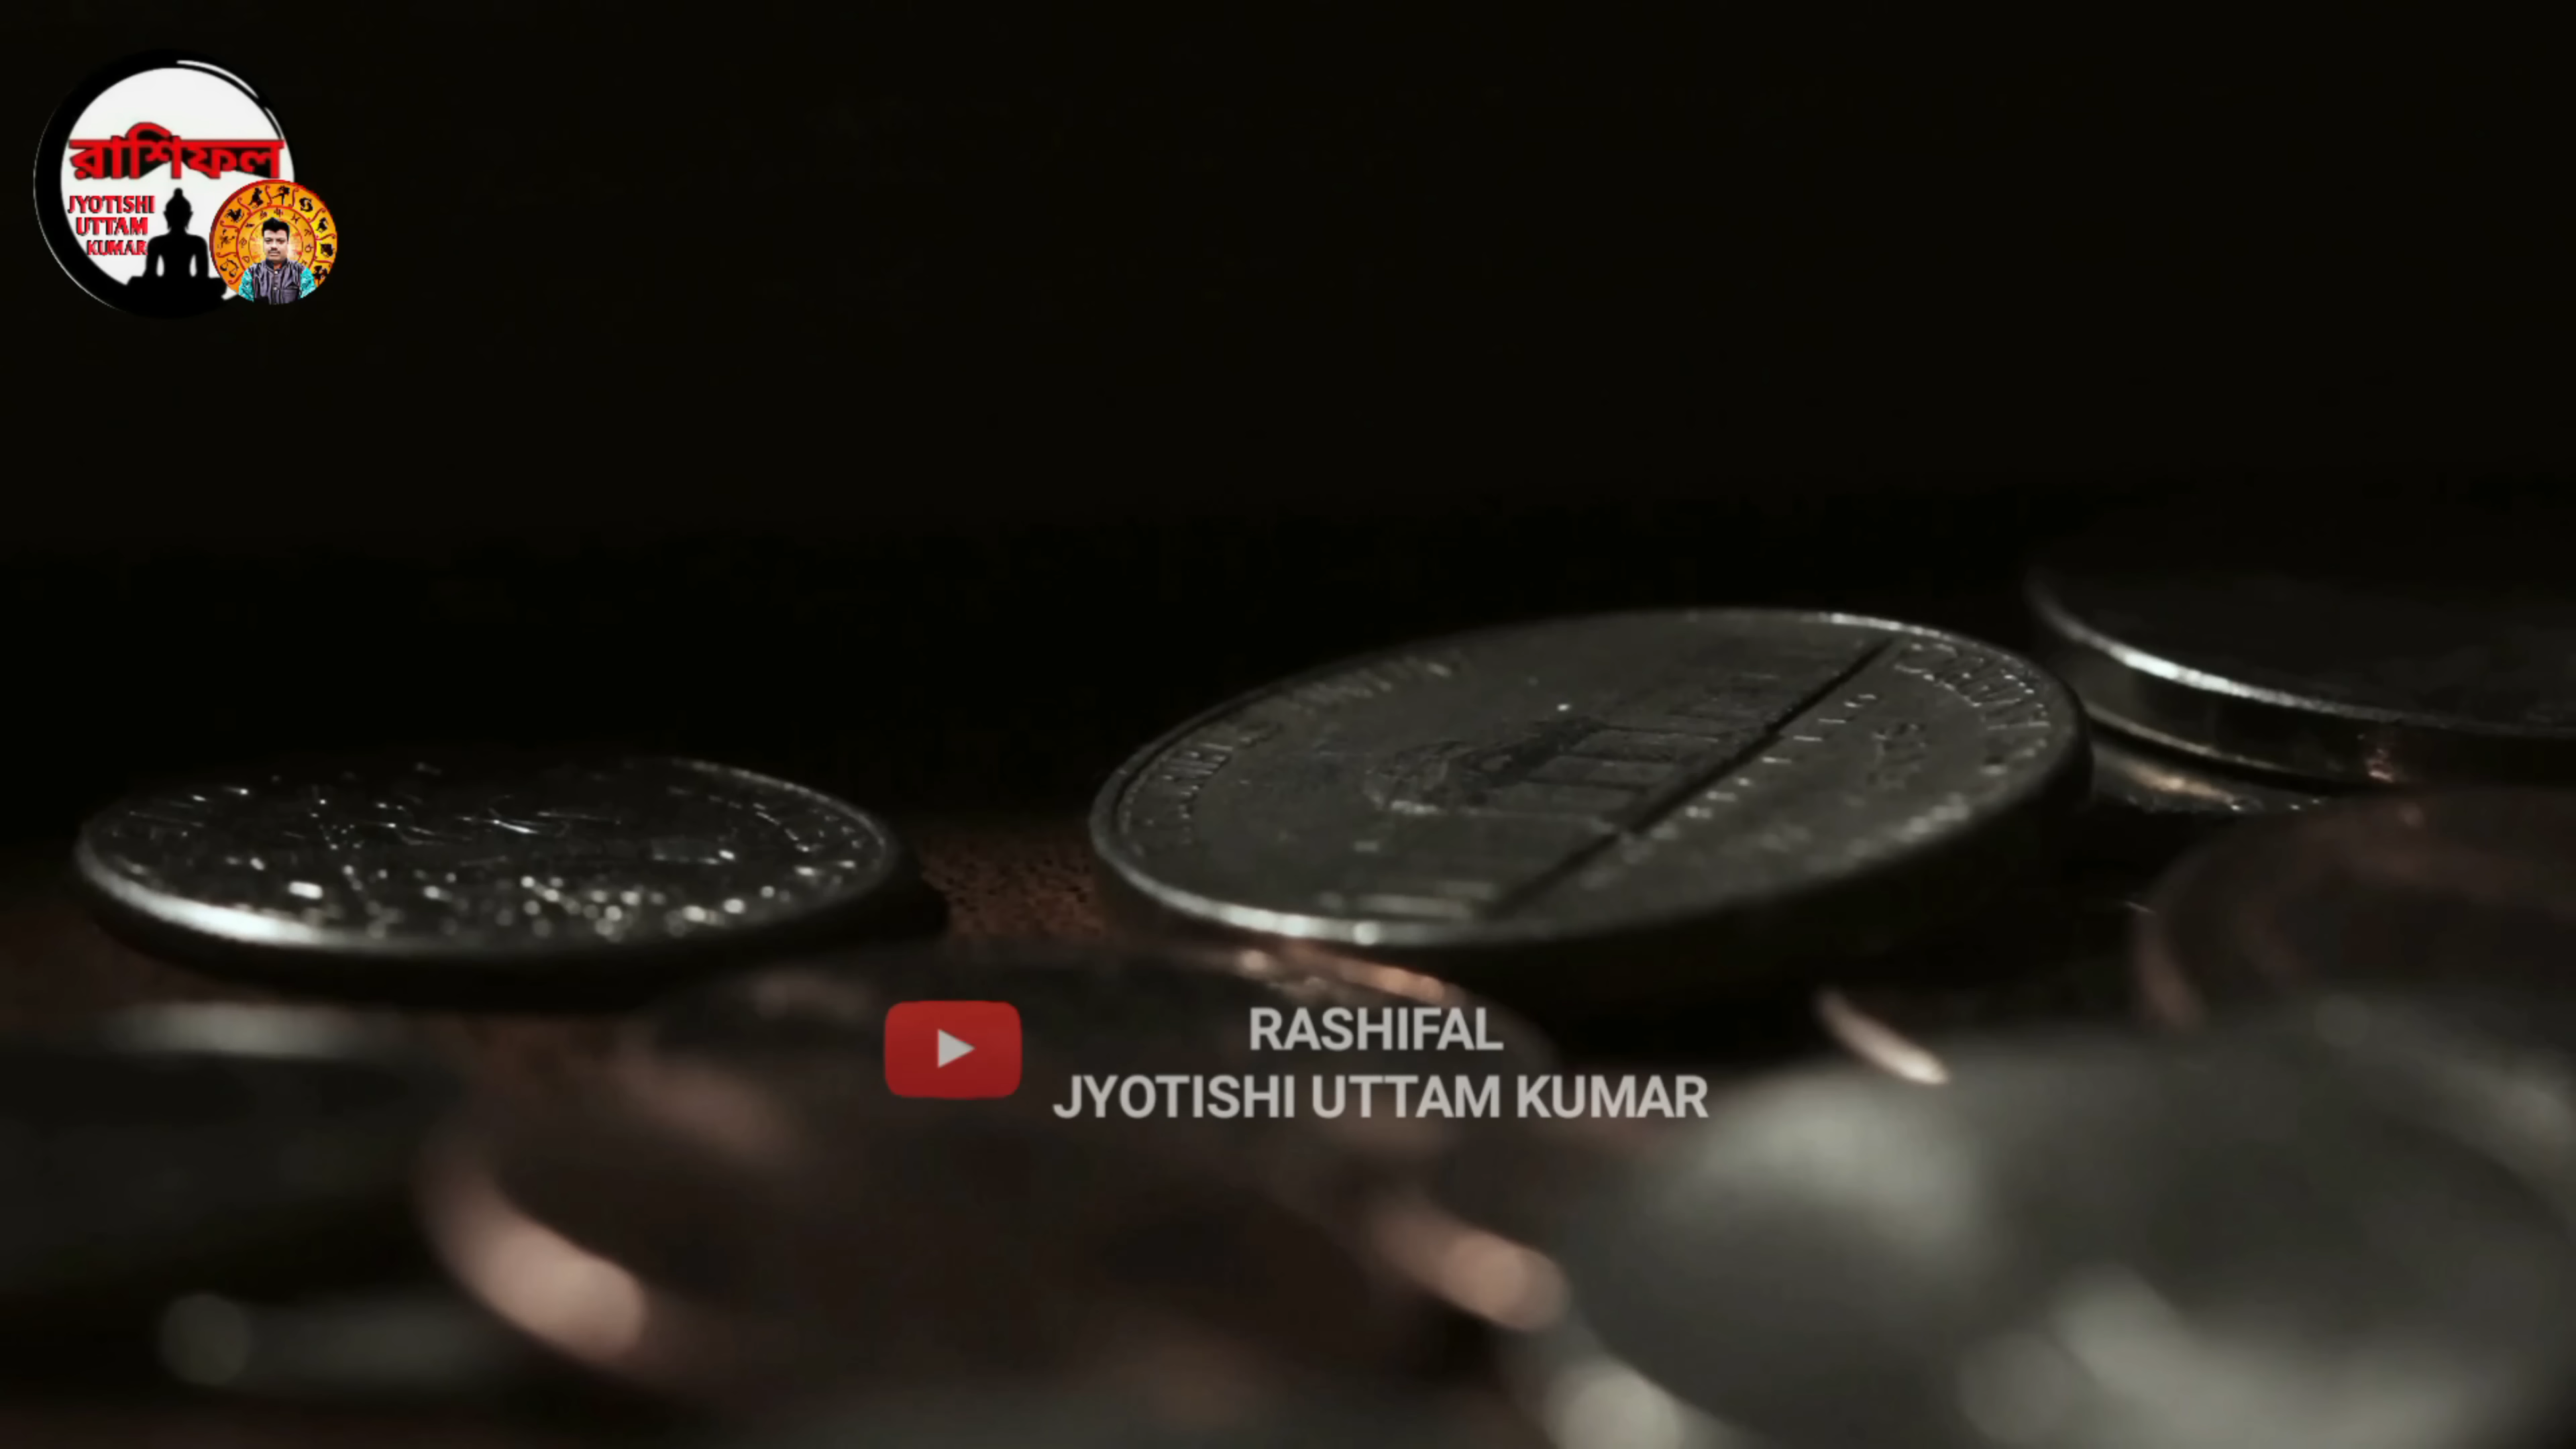 রাশিফল
JYOTISHI
UTTAM
KUMAR
RASHIFAL
JYOTISHI UTTAM KUMAR